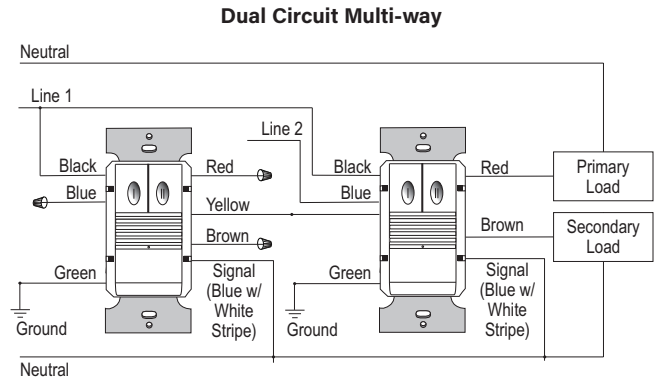 Dual Circuit Multi-way
Neutral
Line 1
Line 2
Black
Red
Black
Red
Primary
Load
Blue
Blue
Yellow
Brown
Brown
Secondary
Load
Green
Signal
(Blue w/
White
Stripe)
Green
Signal
(Blue w/
White
Stripe)
Ground
Ground
Neutral